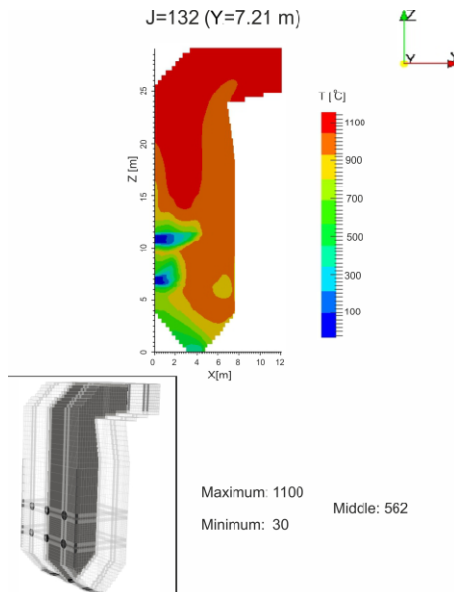 J=132 (Y=7.21 m)
Z
Y
X
T [℃]
1100
900
700
500
300
100
Z [m]
25
20
15
10
5
0
0 2 4 6 8 10 12
X[m]
Maximum: 1100
Middle: 562
Minimum: 30